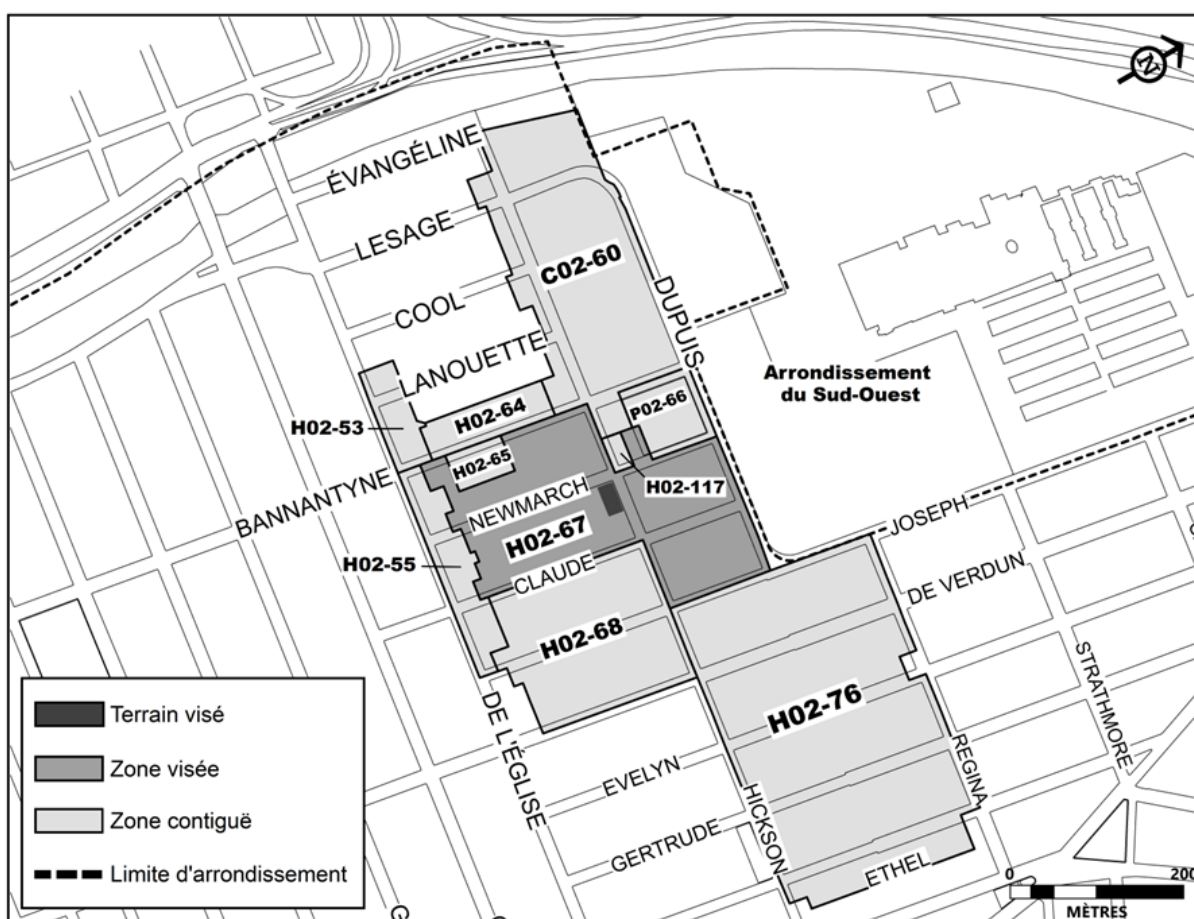 N
ÉVANGÉLINE
LESAGE
C02-60
COOL
DUPUIS
LANOUETTE
Arrondissement
du Sud-Ouest
P02-66
H02-64
H02-53
H02-65
BANNANTYNE
H02-117
NEWMARCH
JOSEPH
H02-67
H02-55
CLAUDE
DE VERDUN
H02-68
STRATHMORE
H02-76
DE L'ÉGLISE
REGINA
EVELYN
HICKSON
GERTRUDE
ETHEL
Terrain visé
Zone visée
Zone contiguë
Limite d'arrondissement
0 200
MÈTRES